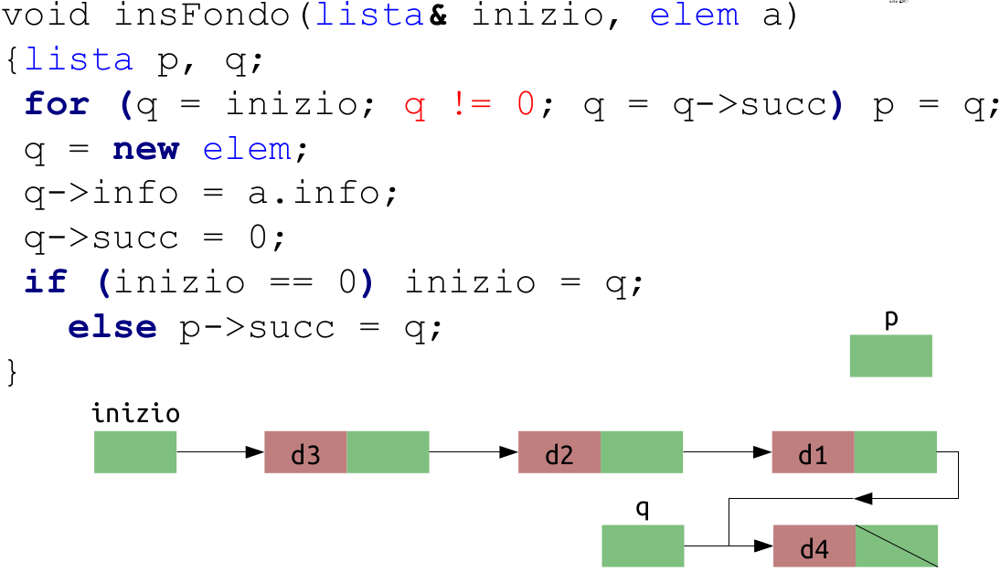 void insFondo(lista& inizio, elem a)
{lista p, q;
for (q = inizio; q != 0; q = q->succ) p = q;
q = new elem;
q->info = a.info;
q->succ = 0;
if (inizio == 0) inizio = q;
else p->succ = q;
}
p
inizio
d3 d2 d1
q
d4